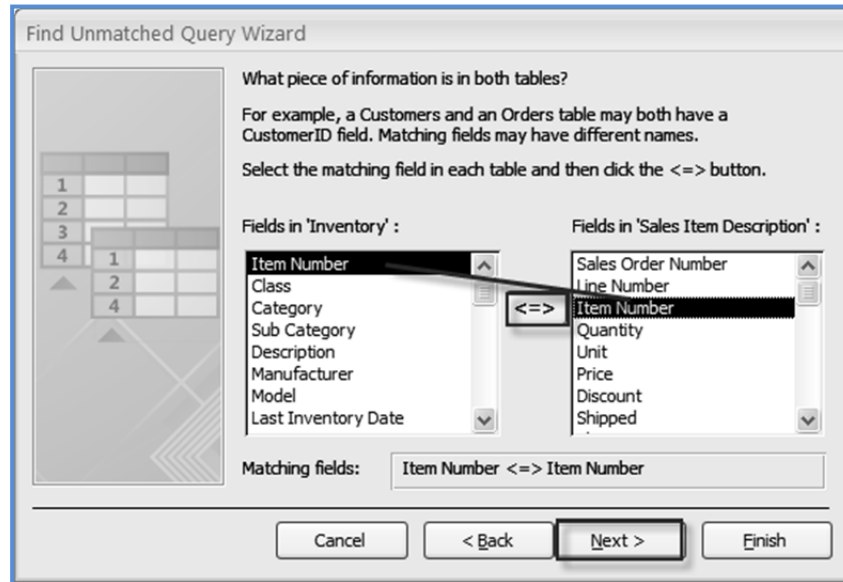 Find Unmatched Query Wizard
What piece of information is in both tables?
For example, a Customers and an Orders table may both have a
CustomerID field. Matching fields may have different names.
Select the matching field in each table and then click the <=> button.
1
2
3
4
1
2
4
Fields in 'Inventory' :
Item Number
Class
Category
Sub Category
Description
Manufacturer
Model
Last Inventory Date
<=>
Fields in 'Sales Item Description' :
Sales Order Number
Line Number
Item Number
Quantity
Unit
Price
Discount
Shipped
Matching fields: Item Number <=> Item Number
Cancel < Back Next > Finish